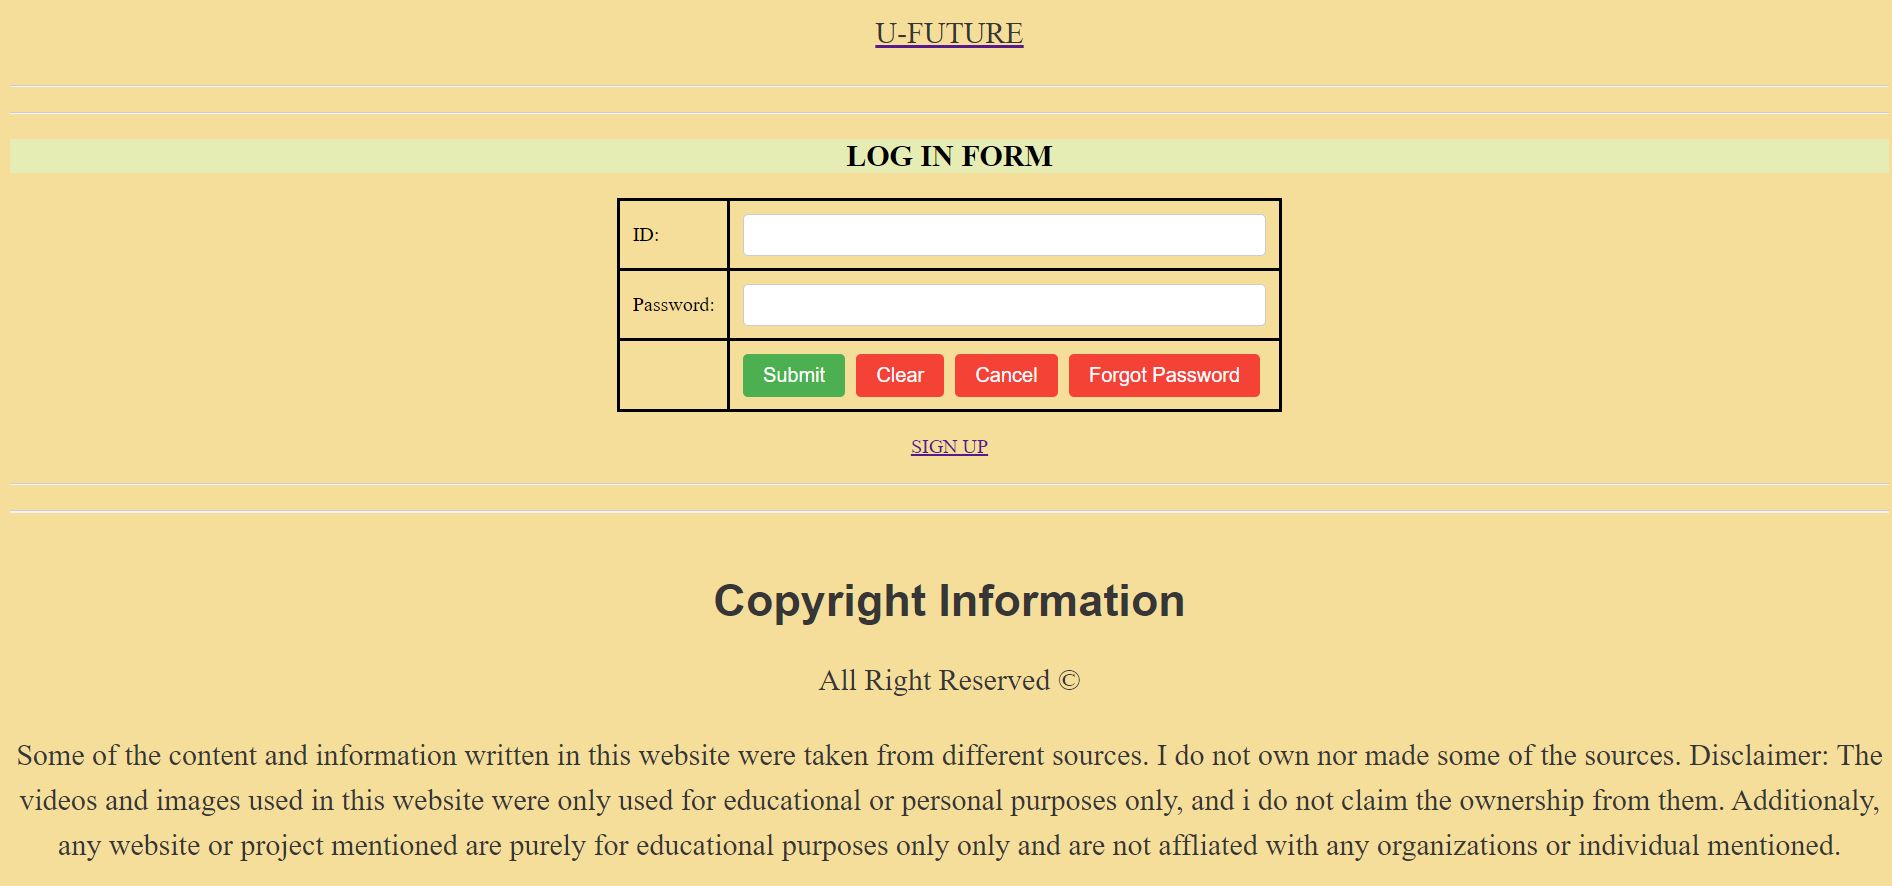 U-FUTURE
LOG IN FORM
ID:
Password:
Submit Clear Cancel Forgot Password
SIGN UP
Copyright Information
All Right Reserved ©
Some of the content and information written in this website were taken from different sources. I do not own nor made some of the sources. Disclaimer: The
videos and images used in this website were only used for educational or personal purposes only, and i do not claim the ownership from them. Additionaly,
any website or project mentioned are purely for educational purposes only only and are not affliated with any organizations or individual mentioned.